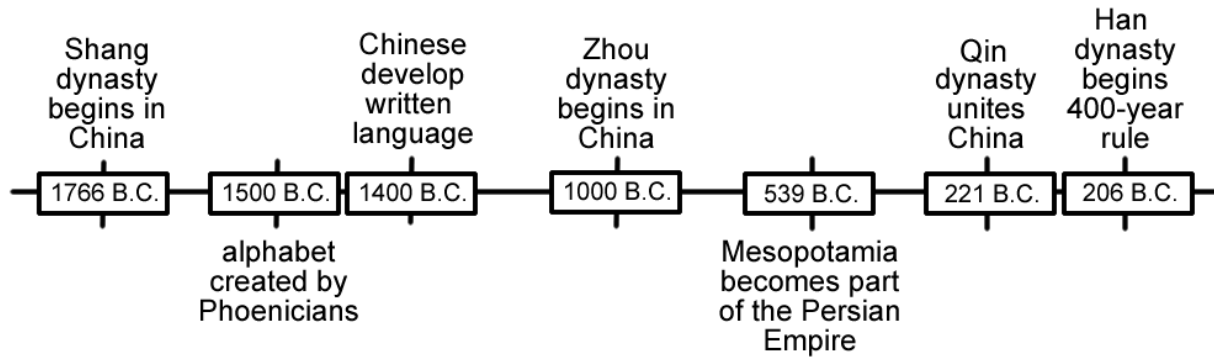 Shang
dynasty
begins in
China
1766 B.C.
1500 B.C.
alphabet
created by
Phoenicians
Chinese
develop
written
language
1400 B.C.
Zhou
dynasty
begins in
China
1000 B.C.
539 B.C.
Mesopotamia
becomes part
of the Persian
Empire
Qin
dynasty
unites
China
221 B.C.
Han
dynasty
begins
400-year
rule
206 B.C.